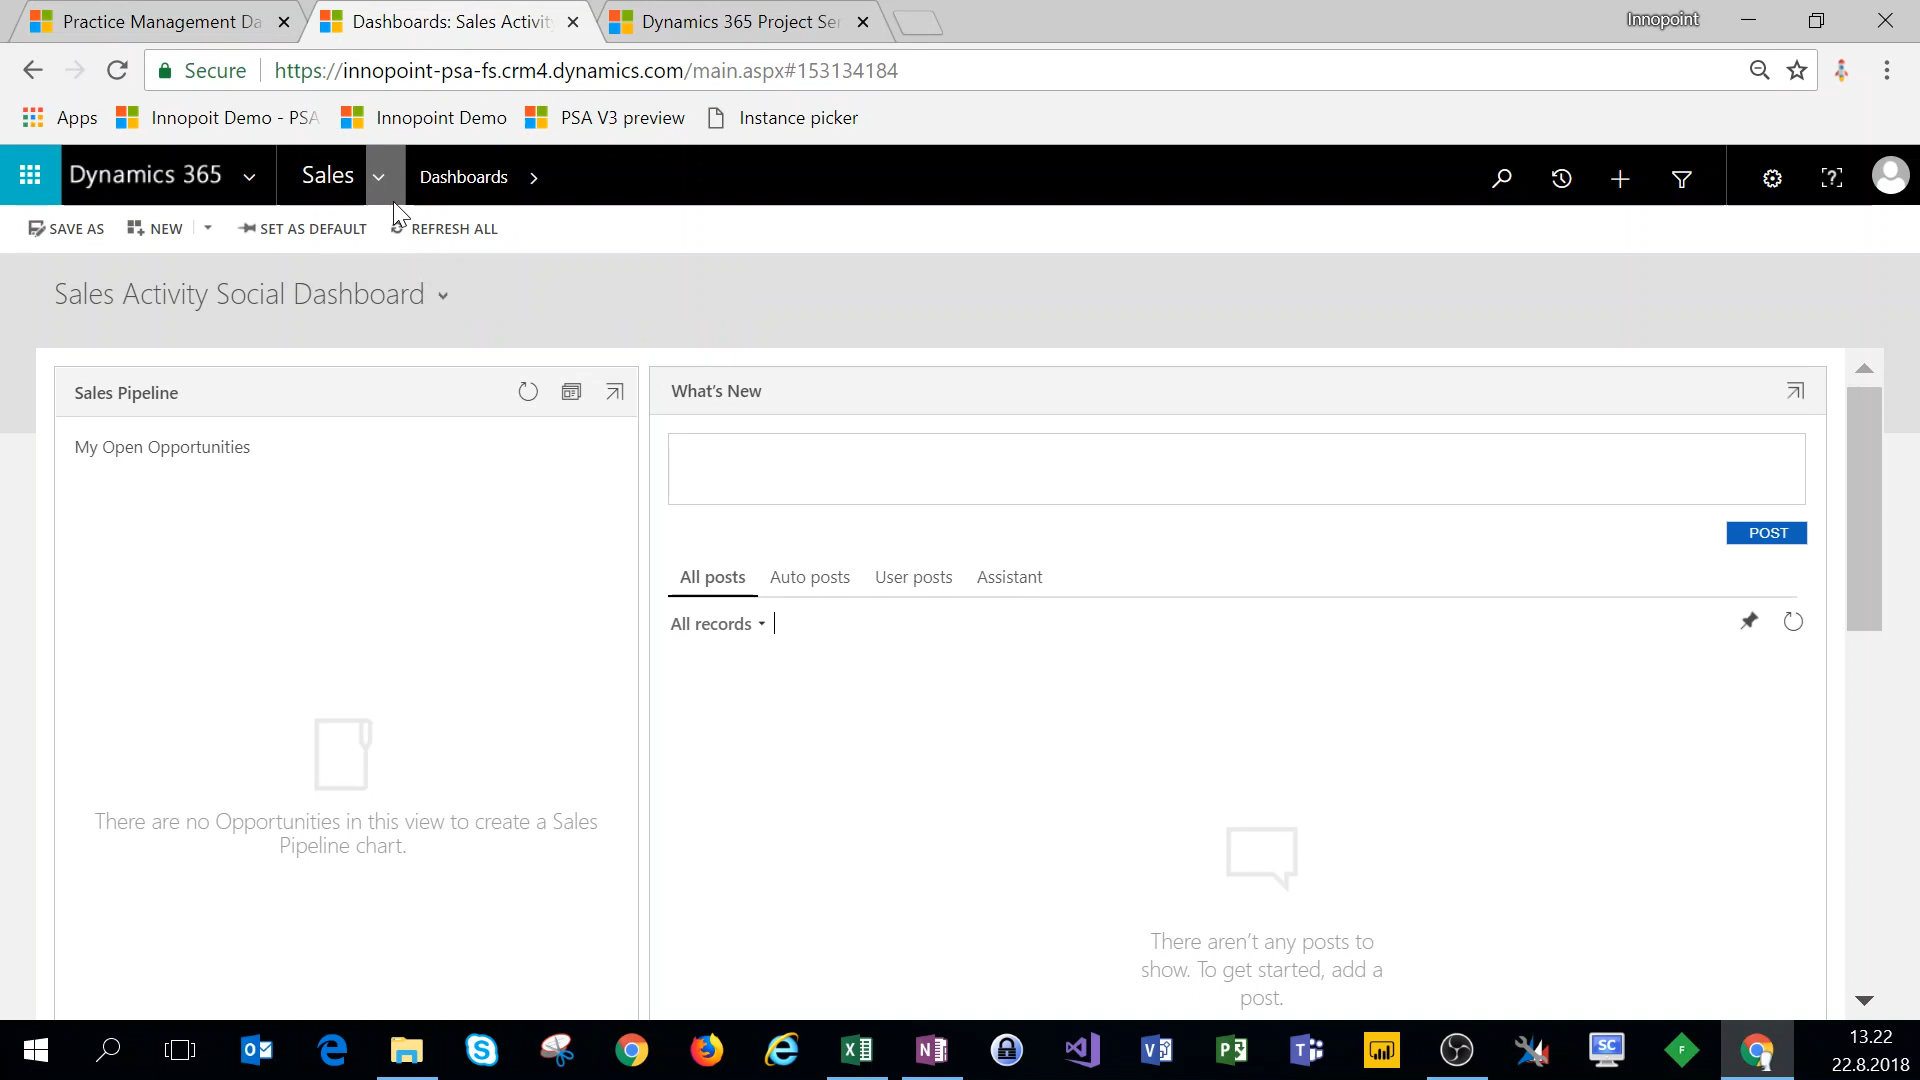 Practice Management Da
Dashboards: Sales Activit
Dynamics 365 Project Ser
Innopoint
Secure
https://innopoint-psa-fs.crm4.dynamics.com/main.aspx#153134184
Apps
Innopoit Demo - PSA
Innopoint Demo
PSA V3 preview
Instance picker
Dynamics 365
Sales
Dashboards
SAVE AS
NEW
SET AS DEFAULT
REFRESH ALL
Sales Activity Social Dashboard
Sales Pipeline
My Open Opportunities
There are no Opportunities in this view to create a Sales
Pipeline chart.
What's New
POST
All posts
Auto posts
User posts
Assistant
All records
There aren't any posts to
show. To get started, add a
post.
SC
F
13.22
22.8.2018